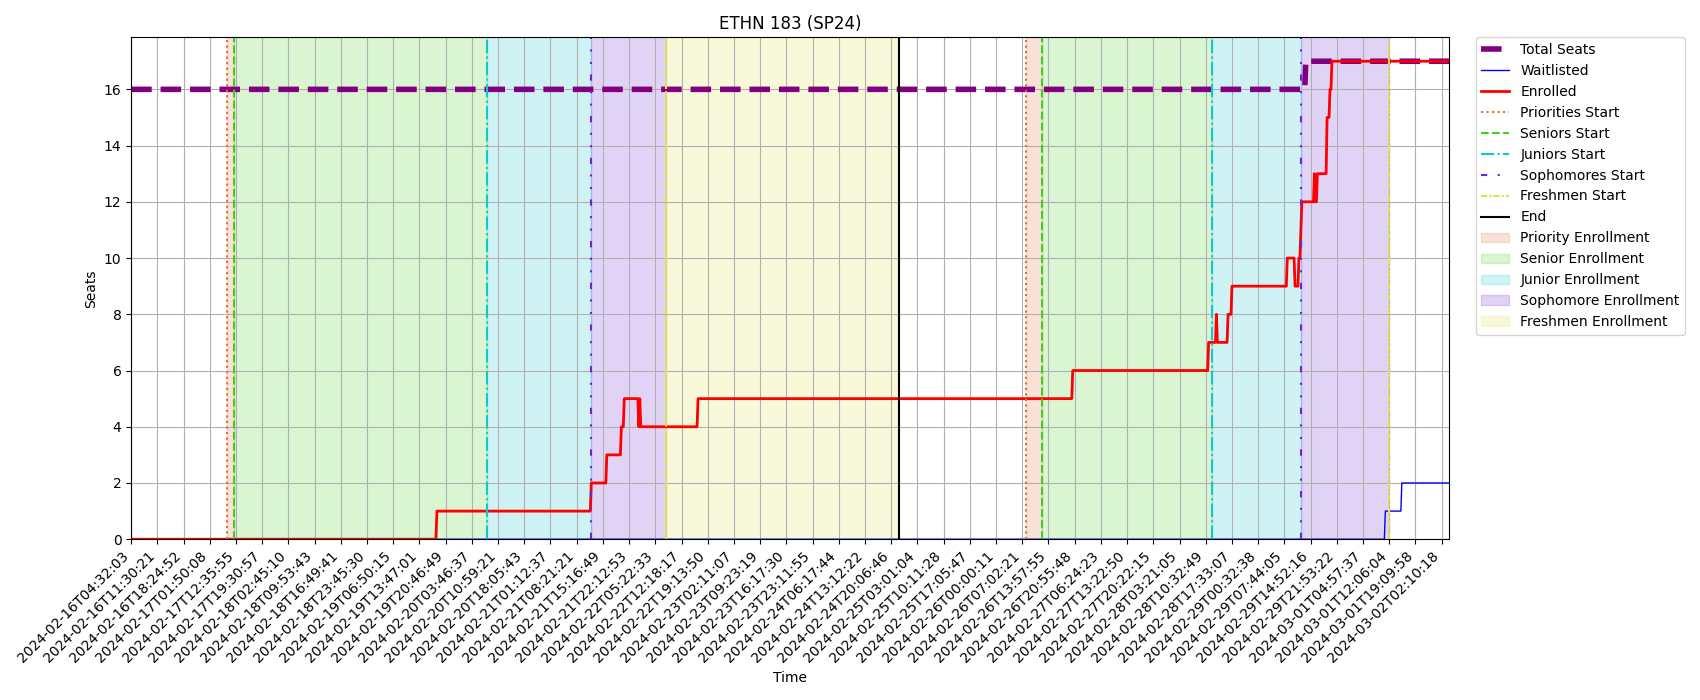 ETHN 183 (SP24)
Total Seats
Waitlisted
Enrolled
Priorities Start
Seniors Start
Juniors Start
Sophomores Start
Freshmen Start
End
Priority Enrollment
Senior Enrollment
Junior Enrollment
Sophomore Enrollment
Freshmen Enrollment
Seats
16
14
12
10
8
6
4
2
0
2024-02-16T04:32:03
2024-02-16T11:30:21
2024-02-16T18:24:52
2024-02-17T01:50:08
2024-02-17T12:35:55
2024-02-17T19:30:57
2024-02-18T02:45:10
2024-02-18T09:53:43
2024-02-18T16:49:41
2024-02-18T23:45:30
2024-02-19T06:50:15
2024-02-19T13:47:01
2024-02-19T20:46:49
2024-02-20T03:46:37
2024-02-20T10:59:21
2024-02-20T18:05:43
2024-02-21T01:12:37
2024-02-21T08:21:21
2024-02-21T15:16:49
2024-02-21T22:12:53
2024-02-22T05:22:33
2024-02-22T12:18:17
2024-02-22T19:13:50
2024-02-23T02:11:07
2024-02-23T09:23:19
2024-02-23T16:17:30
2024-02-23T23:11:55
2024-02-24T06:17:44
2024-02-24T13:12:22
2024-02-24T20:06:46
2024-02-25T03:01:04
2024-02-25T10:11:28
2024-02-25T17:05:47
2024-02-26T00:00:11
2024-02-26T07:02:21
2024-02-26T13:57:55
2024-02-26T20:55:48
2024-02-27T06:24:23
2024-02-27T13:22:50
2024-02-27T20:22:15
2024-02-28T03:21:05
2024-02-28T10:32:49
2024-02-28T17:33:07
2024-02-29T00:32:38
2024-02-29T07:44:05
2024-02-29T14:52:16
2024-02-29T21:53:22
2024-03-01T04:57:37
2024-03-01T12:06:04
2024-03-01T19:09:58
2024-03-02T02:10:18
Time